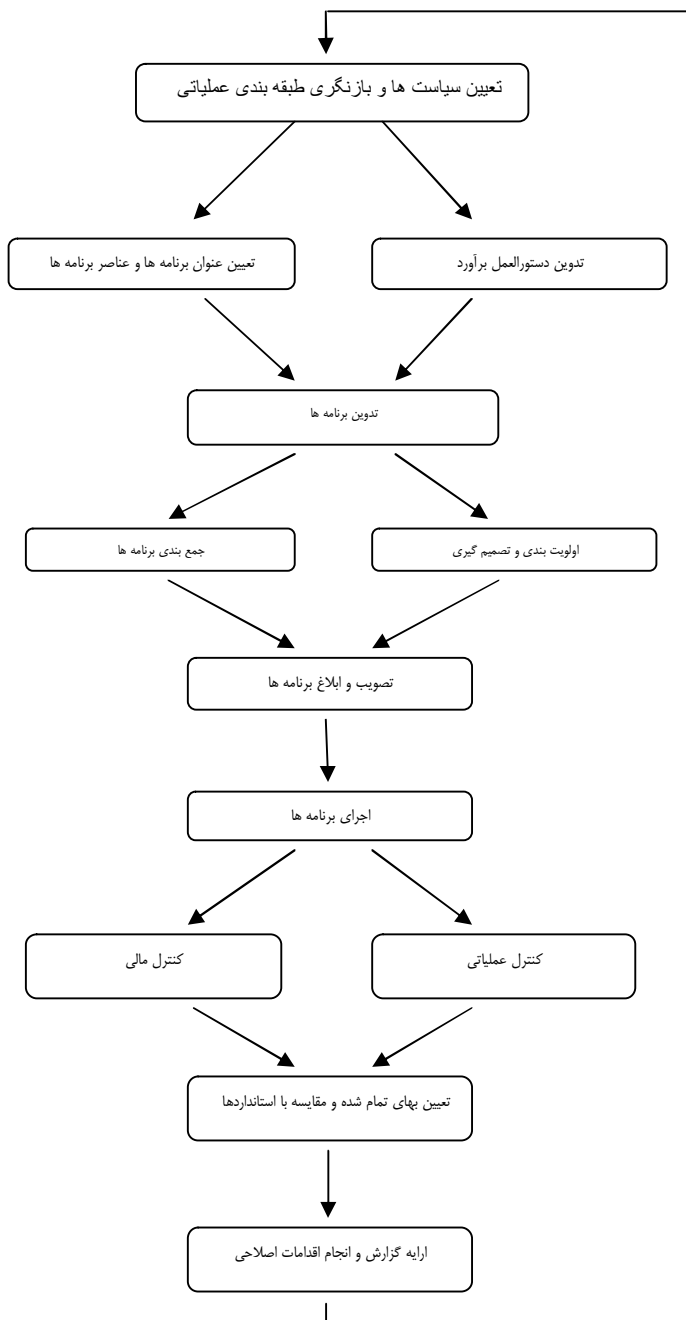 تعیین سیاست ها و بازنگری طبقه بندی عملیاتی
تدوین دستورالعمل برآورد
تعیین عنوان برنامه ها و عناصر برنامه ها
تدوین برنامه ها
اولویت بندی و تصمیم گیری
جمع بندی برنامه ها
تصویب و ابلاغ برنامه ها
اجرای برنامه ها
کنترل عملیاتی
کنترل مالی
تعیین بهای تمام شده و مقایسه با استانداردها
ارایه گزارش و انجام اقدامات اصلاحی